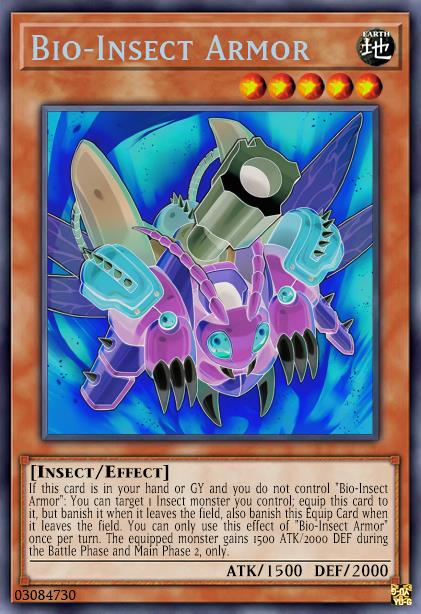 Bio-Insect Armor
EARTH
地
[Insect/Effect]
If this card is in your hand or GY and you do not control "Bio-Insect
Armor": You can target 1 Insect monster you control; equip this card to
it, but banish it when it leaves the field, also banish this Equip Card when
it leaves the field. You can only use this effect of "Bio-Insect Armor"
once per turn. The equipped monster gains 1500 ATK/2000 DEF during
the Battle Phase and Main Phase 2, only.
ATK/1500 DEF/2000
03084730